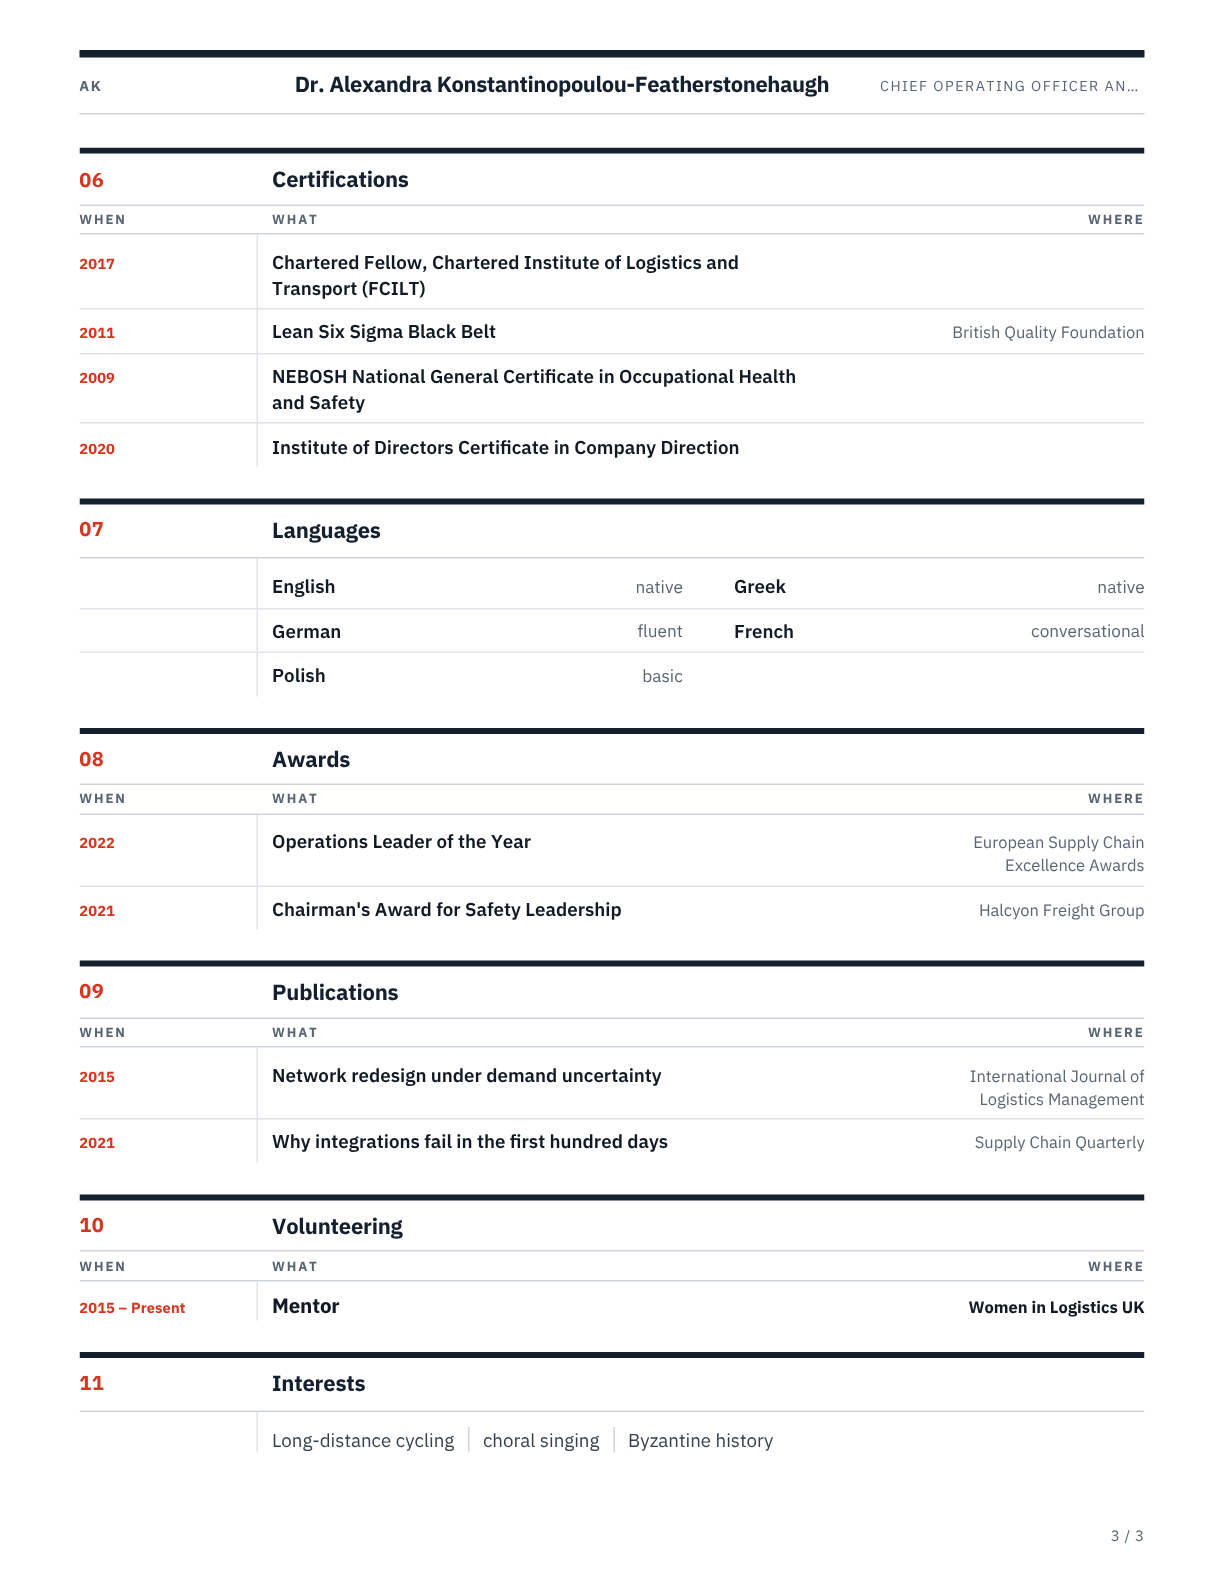 AK Dr. Alexandra Konstantinopoulou-Featherstonehaugh CHIEF OPERATING OFFICER AN…
06 Certifications
WHEN WHAT WHERE
2017 Chartered Fellow, Chartered Institute of Logistics and
Transport (FCILT)
2011 Lean Six Sigma Black Belt British Quality Foundation
2009 NEBOSH National General Certificate in Occupational Health
and Safety
2020 Institute of Directors Certificate in Company Direction
07 Languages
English native Greek native
German fluent French conversational
Polish basic
08 Awards
WHEN WHAT WHERE
2022 Operations Leader of the Year European Supply Chain
Excellence Awards
2021 Chairman's Award for Safety Leadership Halcyon Freight Group
09 Publications
WHEN WHAT WHERE
2015 Network redesign under demand uncertainty International Journal of
Logistics Management
2021 Why integrations fail in the first hundred days Supply Chain Quarterly
10 Volunteering
WHEN WHAT WHERE
2015 – Present Mentor Women in Logistics UK
11 Interests
Long-distance cycling choral singing Byzantine history
3 / 3